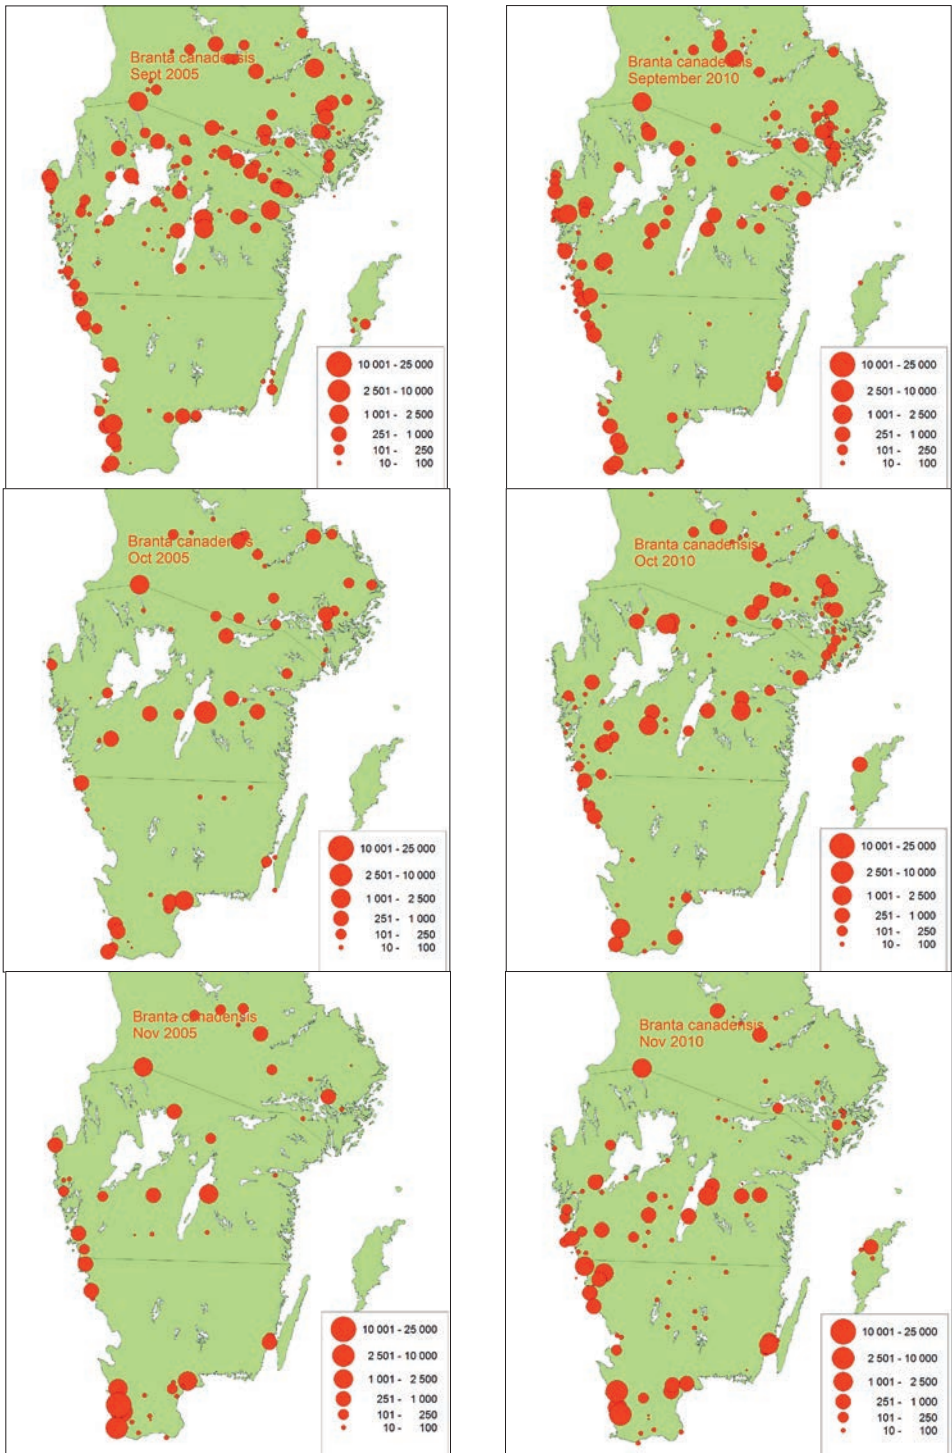 Branta canadensis
Sept 2005
10 001 - 25 000
2 501 - 10 000
1 001 - 2 500
251 - 1 000
101 - 250
10 - 100
Branta canadensis
September 2010
10 001 - 25 000
2 501 - 10 000
1 001 - 2 500
251 - 1 000
101 - 250
10 - 100
Branta canadensis
Oct 2005
10 001 - 25 000
2 501 - 10 000
1 001 - 2 500
251 - 1 000
101 - 250
10 - 100
Branta canadensis
Oct 2010
10 001 - 25 000
2 501 - 10 000
1 001 - 2 500
251 - 1 000
101 - 250
10 - 100
Branta canadensis
Nov 2005
10 001 - 25 000
2 501 - 10 000
1 001 - 2 500
251 - 1 000
101 - 250
10 - 100
Branta canadensis
Nov 2010
10 001 - 25 000
2 501 - 10 000
1 001 - 2 500
251 - 1 000
101 - 250
10 - 100